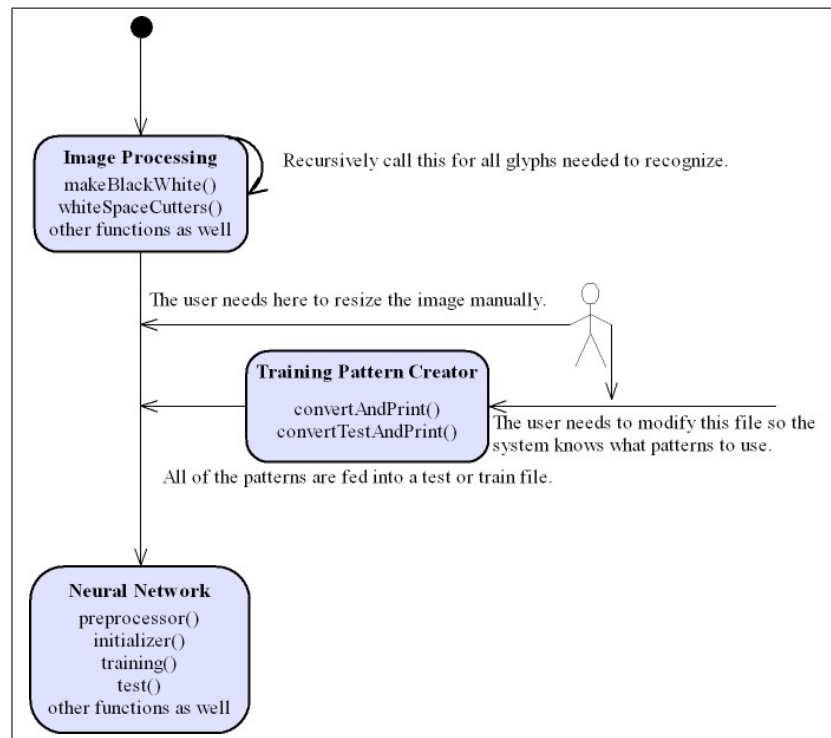 Image Processing
makeBlackWhite()
whiteSpaceCutters()
other functions as well
Recursively call this for all glyphs needed to recognize.
The user needs here to resize the image manually.
Training Pattern Creator
convertAndPrint()
convertTestAndPrint()
The user needs to modify this file so the
system knows what patterns to use.
All of the patterns are fed into a test or train file.
Neural Network
preprocessor()
initializer()
training()
test()
other functions as well